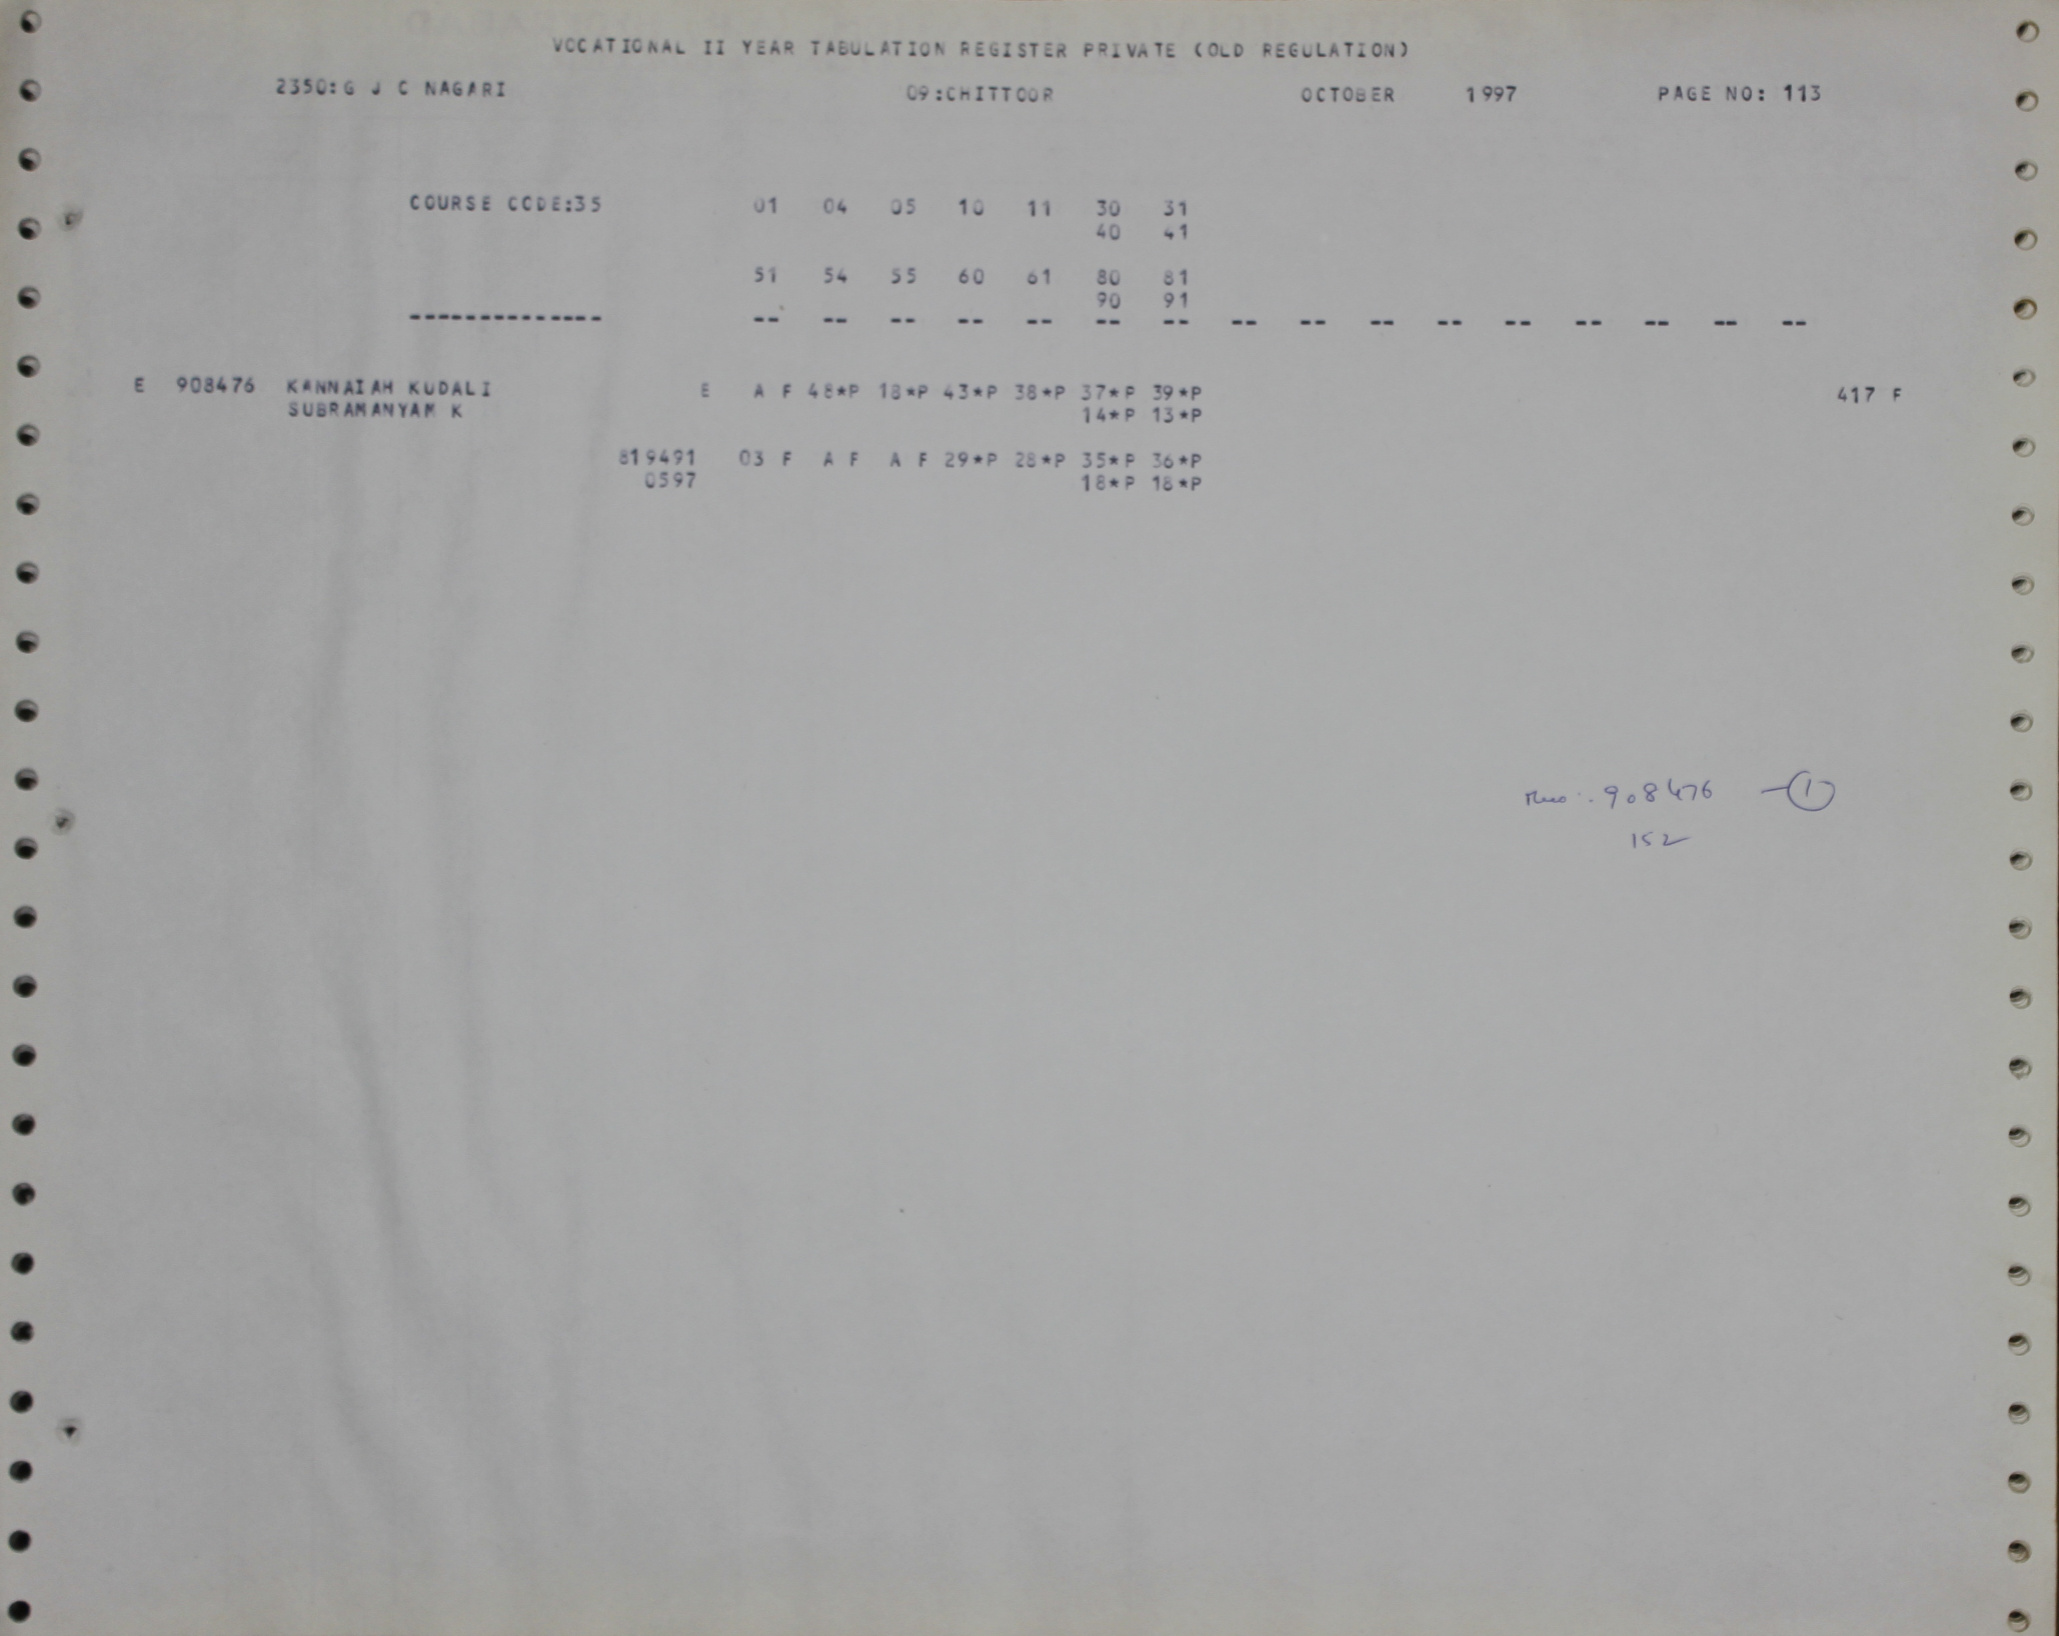 VOCATIONAL II YEAR TABULATION REGISTER PRIVATE (OLD REGULATION)
2350:G J C NAGARI 09:CHITTOOR OCTOBER 1997 PAGE NO: 113
COURSE CODE:35 01 04 05 10 11 30 31
40 41
51 54 55 60 61 80 81
90 91
-------------- -- -- -- -- -- -- -- -- -- -- -- -- -- -- -- --
E 908476 KANNAIAH KUDALI E A F 48*P 18*P 43*P 38*P 37*P 39*P 417 F
SUBRAMANYAM K 14*P 13*P
819491 03 F A F A F 29*P 28*P 35*P 36*P
0597 18*P 18*P
908476 - 1
152